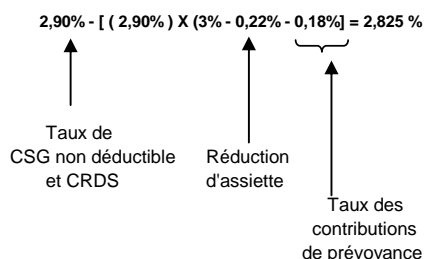 2,90% - [ ( 2,90% ) X (3% - 0,22% - 0,18%] = 2,825 %
Taux de
CSG non déductible
et CRDS
Réduction
d'assiette
Taux des
contributions
de prévoyance